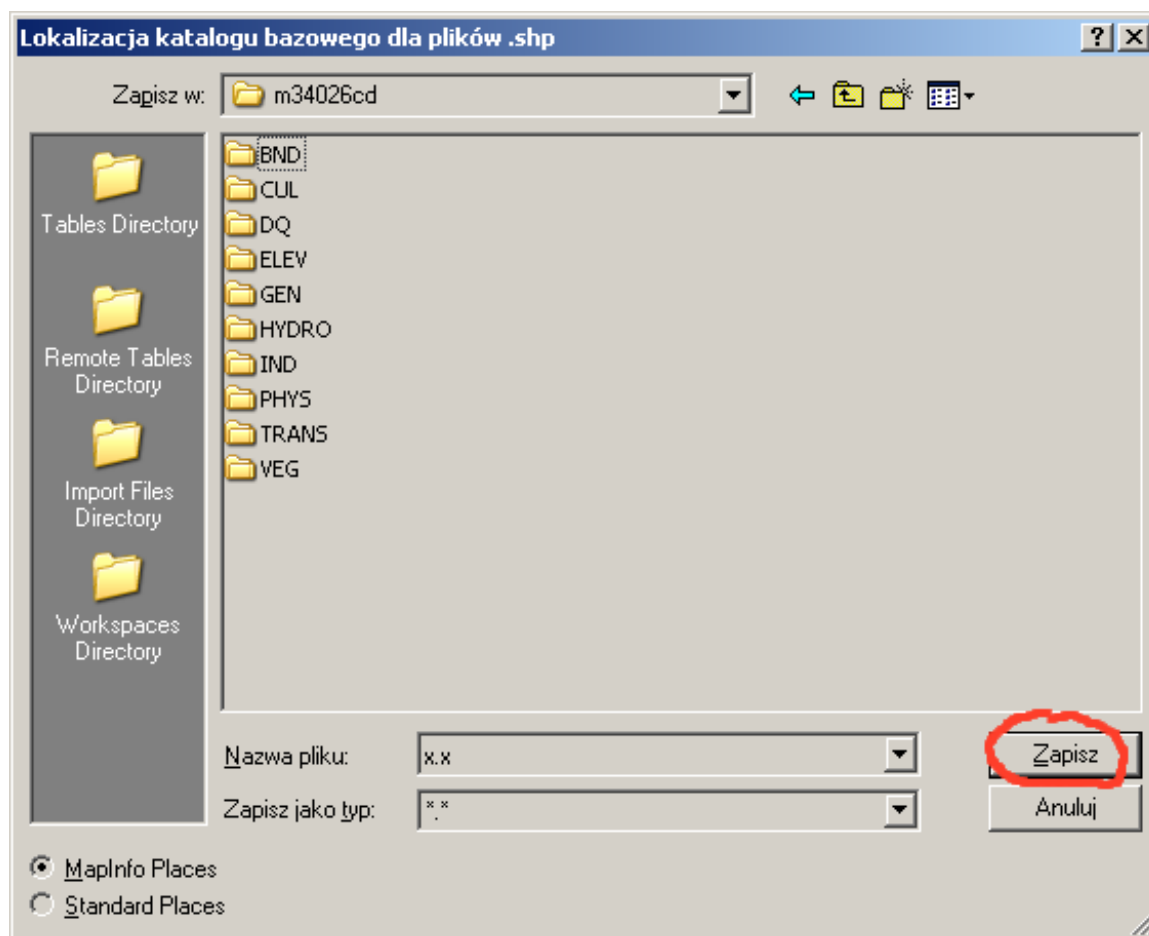 Lokalizacja katalogu bazowego dla plików .shp
Zapisz w:
m34026cd
Tables Directory
Remote Tables
Directory
Import Files
Directory
Workspaces
Directory
BND
CUL
DQ
ELEV
GEN
HYDRO
IND
PHYS
TRANS
VEG
Nazwa pliku:
x.x
Zapisz
Zapisz jako typ:
*.*
Anuluj
MapInfo Places
Standard Places